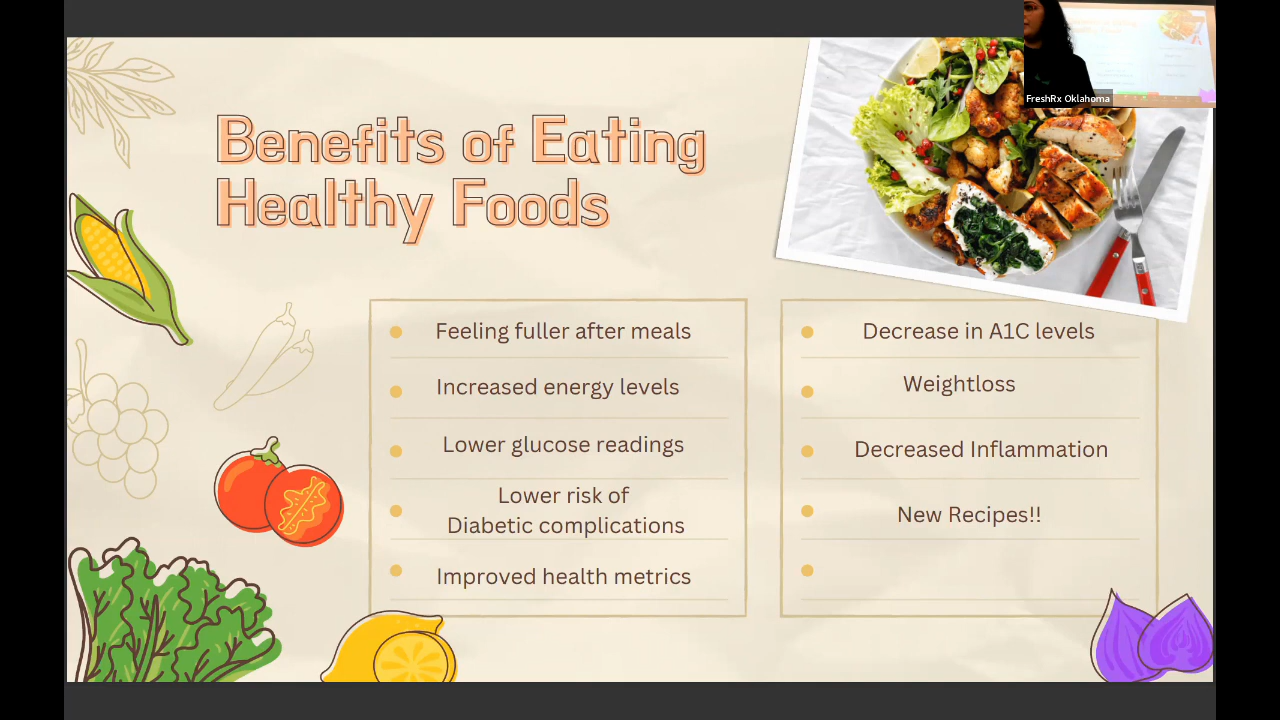 FreshRx Oklahoma
Benefits of Eating
Healthy Foods
Feeling fuller after meals
Increased energy levels
Lower glucose readings
Lower risk of
Diabetic complications
Improved health metrics
Decrease in A1C levels
Weightloss
Decreased Inflammation
New Recipes!!